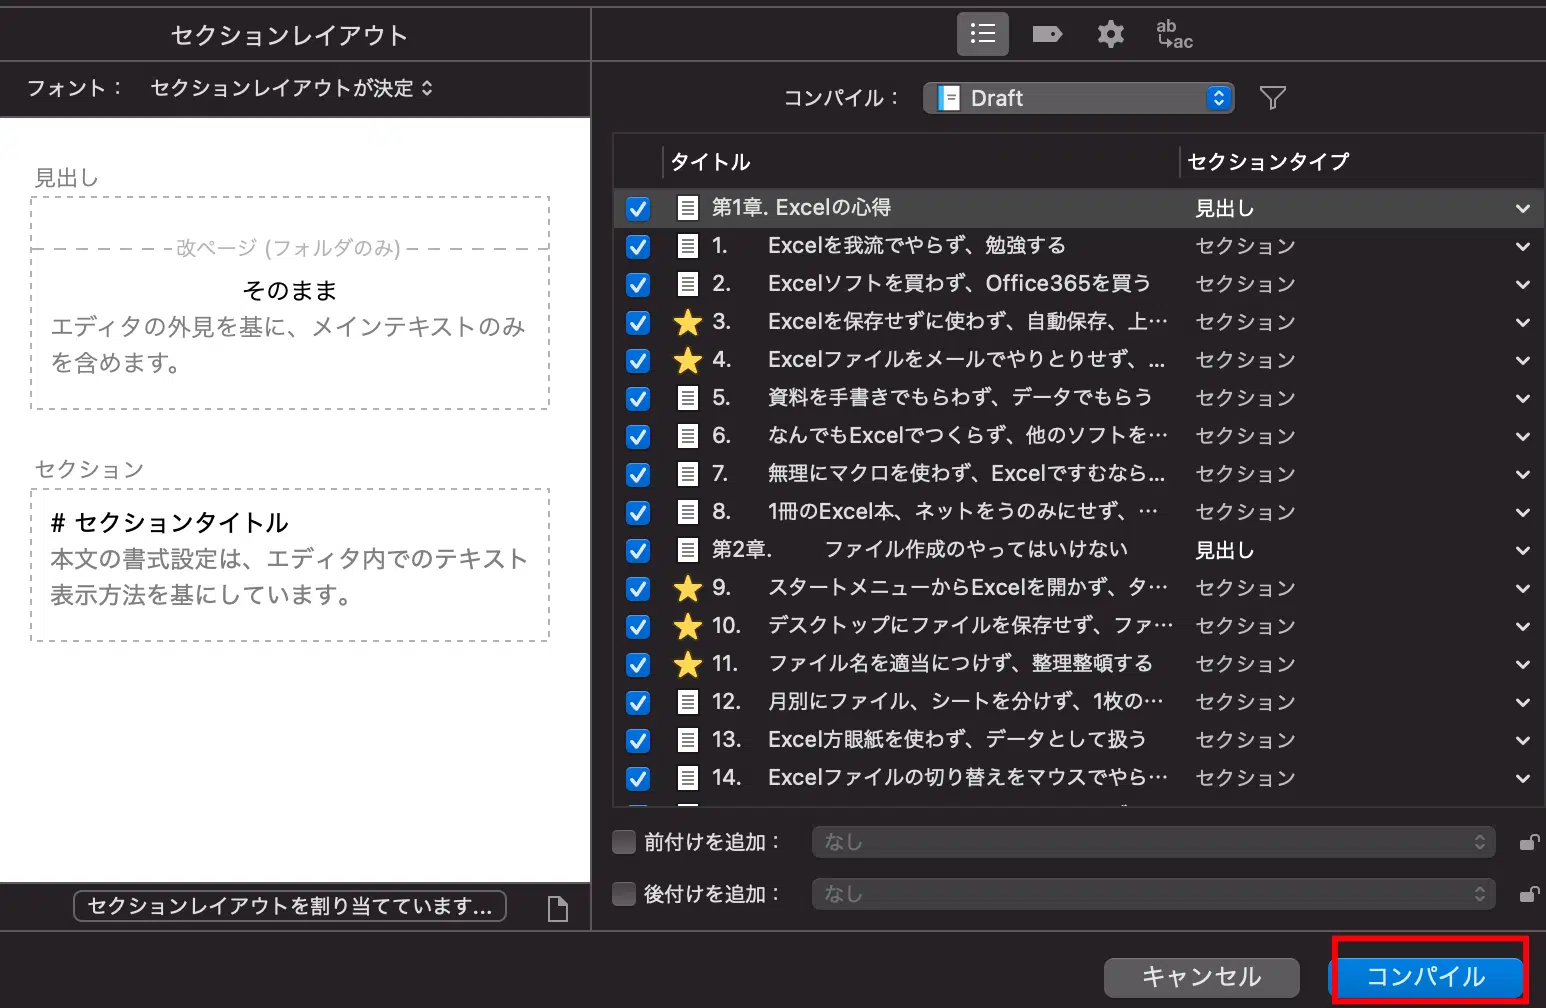 セクションレイアウト
フォント： セクションレイアウトが決定
見出し
改ページ (フォルダのみ)
そのまま
エディタの外見を基に、メインテキストのみ
を含めます。
セクション
# セクションタイトル
本文の書式設定は、エディタ内でのテキスト
表示方法を基にしています。
セクションレイアウトを割り当てています...
ab
ac
コンパイル： Draft
タイトル セクションタイプ
第1章. Excelの心得 見出し
1. Excelを我流でやらず、勉強する セクション
2. Excelソフトを買わず、Office365を買う セクション
3. Excelを保存せずに使わず、自動保存、上… セクション
4. Excelファイルをメールでやりとりせず、... セクション
5. 資料を手書きでもらわず、データでもらう セクション
6. なんでもExcelでつくらず、他のソフトを… セクション
7. 無理にマクロを使わず、Excelですむなら... セクション
8. 1冊のExcel本、ネットをうのみにせず、… セクション
第2章. ファイル作成のやってはいけない 見出し
9. スタートメニューからExcelを開かず、タ… セクション
10. デスクトップにファイルを保存せず、ファ… セクション
11. ファイル名を適当につけず、整理整頓する セクション
12. 月別にファイル、シートを分けず、1枚の… セクション
13. Excel方眼紙を使わず、データとして扱う セクション
14. Excelファイルの切り替えをマウスでやら… セクション
前付けを追加： なし
後付けを追加： なし
キャンセル コンパイル